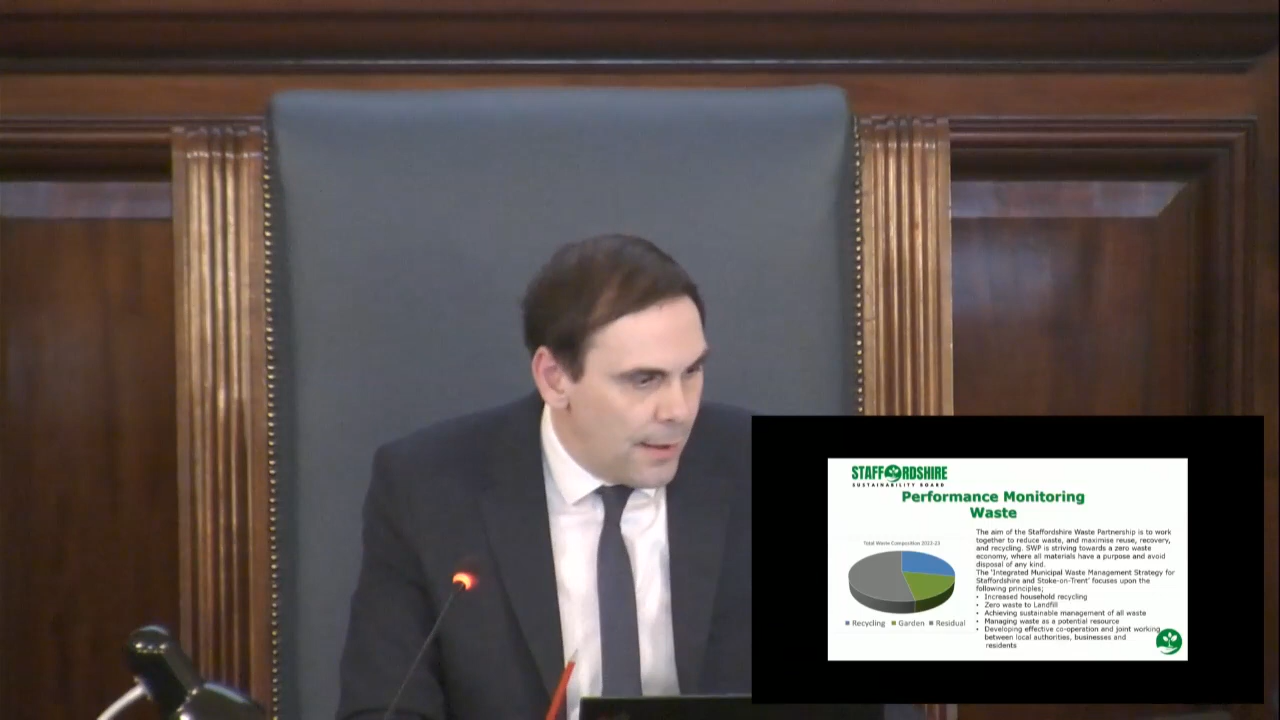 STAFFORDSHIRE
SUSTAINABILITY BOARD
Performance Monitoring
Waste
The aim of the Staffordshire Waste Partnership is to work
together to reduce waste, and maximise reuse, recovery,
and recycling. SWP is striving towards a zero waste
economy, where all materials have a purpose and avoid
disposal of any kind.
The 'Integrated Municipal Waste Management Strategy for
Staffordshire and Stoke-on-Trent' focuses upon the
following principles;
• Increased household recycling
• Zero waste to Landfill
• Achieving sustainable management of all waste
• Managing waste as a potential resource
• Developing effective co-operation and joint working
between local authorities, businesses and
residents
Total Waste Composition
Recycling Garden Residual